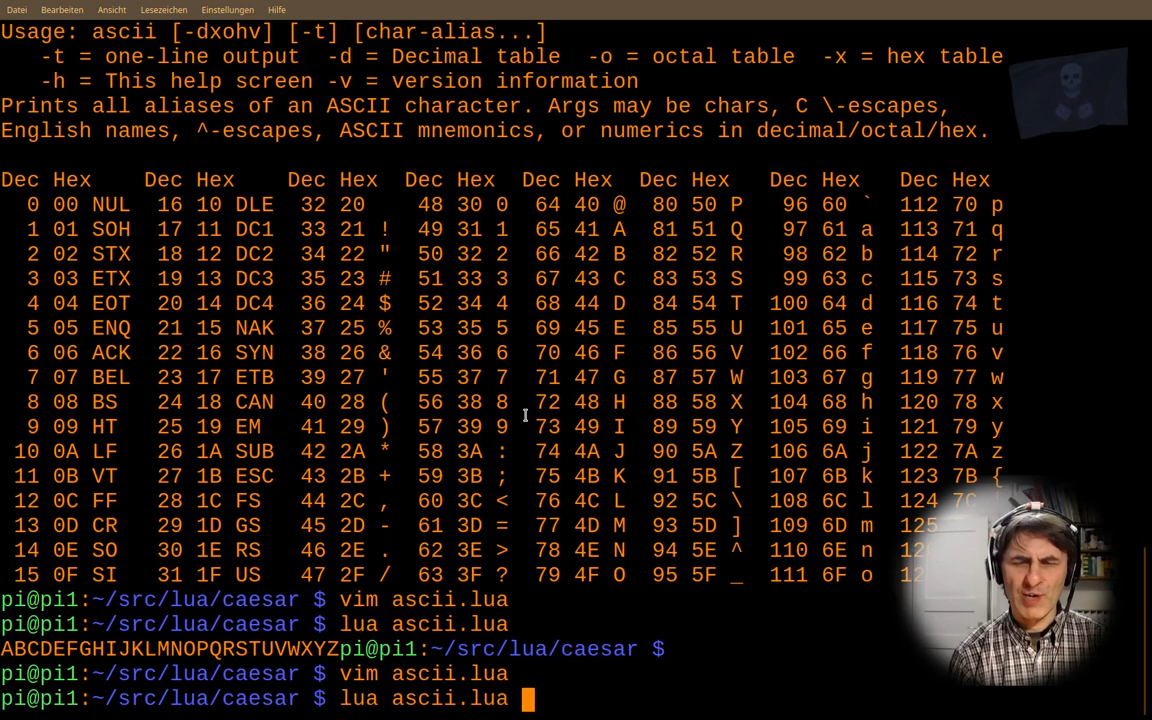 Datei Bearbeiten Ansicht Lesezeichen Einstellungen Hilfe
Usage: ascii [-dxohv] [-t] [char-alias...]
   -t = one-line output  -d = Decimal table  -o = octal table  -x = hex table
   -h = This help screen -v = version information
Prints all aliases of an ASCII character. Args may be chars, C \-escapes,
English names, ^-escapes, ASCII mnemonics, or numerics in decimal/octal/hex.
Dec Hex    Dec Hex    Dec Hex  Dec Hex  Dec Hex  Dec Hex   Dec Hex   Dec Hex
  0 00 NUL  16 10 DLE  32 20    48 30 0  64 40 @  80 50 P   96 60 `  112 70 p
  1 01 SOH  17 11 DC1  33 21 !  49 31 1  65 41 A  81 51 Q   97 61 a  113 71 q
  2 02 STX  18 12 DC2  34 22 "  50 32 2  66 42 B  82 52 R   98 62 b  114 72 r
  3 03 ETX  19 13 DC3  35 23 #  51 33 3  67 43 C  83 53 S   99 63 c  115 73 s
  4 04 EOT  20 14 DC4  36 24 $  52 34 4  68 44 D  84 54 T  100 64 d  116 74 t
  5 05 ENQ  21 15 NAK  37 25 %  53 35 5  69 45 E  85 55 U  101 65 e  117 75 u
  6 06 ACK  22 16 SYN  38 26 &  54 36 6  70 46 F  86 56 V  102 66 f  118 76 v
  7 07 BEL  23 17 ETB  39 27 '  55 37 7  71 47 G  87 57 W  103 67 g  119 77 w
  8 08 BS   24 18 CAN  40 28 (  56 38 8  72 48 H  88 58 X  104 68 h  120 78 x
  9 09 HT   25 19 EM   41 29 )  57 39 9  73 49 I  89 59 Y  105 69 i  121 79 y
 10 0A LF   26 1A SUB  42 2A *  58 3A :  74 4A J  90 5A Z  106 6A j  122 7A z
 11 0B VT   27 1B ESC  43 2B +  59 3B ;  75 4B K  91 5B [  107 6B k  123 7B {
 12 0C FF   28 1C FS   44 2C ,  60 3C <  76 4C L  92 5C \  108 6C l  124
 13 0D CR   29 1D GS   45 2D -  61 3D =  77 4D M  93 5D ]  109 6D m  125
 14 0E SO   30 1E RS   46 2E .  62 3E >  78 4E N  94 5E ^  110 6E n
 15 0F SI   31 1F US   47 2F /  63 3F ?  79 4F O  95 5F _  111 6F o
pi@pi1:~/src/lua/caesar $ vim ascii.lua
pi@pi1:~/src/lua/caesar $ lua ascii.lua
ABCDEFGHIJKLMNOPQRSTUVWXYZpi@pi1:~/src/lua/caesar $
pi@pi1:~/src/lua/caesar $ vim ascii.lua
pi@pi1:~/src/lua/caesar $ lua ascii.lua